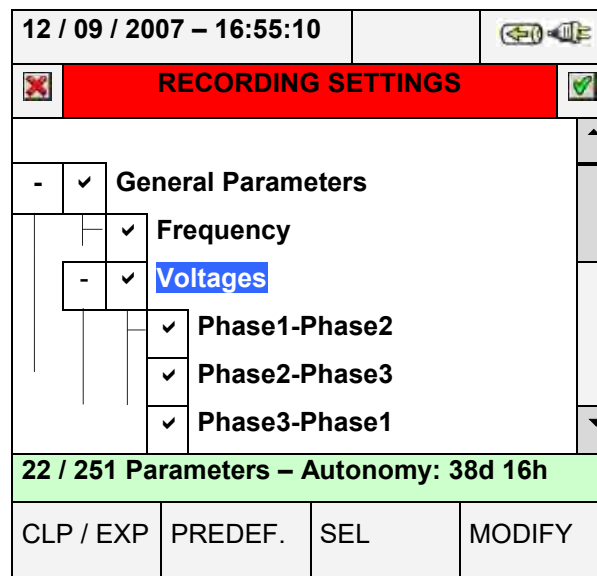 12 / 09 / 2007 – 16:55:10
RECORDING SETTINGS
- General Parameters
Frequency
- Voltages
Phase1-Phase2
Phase2-Phase3
Phase3-Phase1
22 / 251 Parameters – Autonomy: 38d 16h
CLP / EXP PREDEF. SEL MODIFY